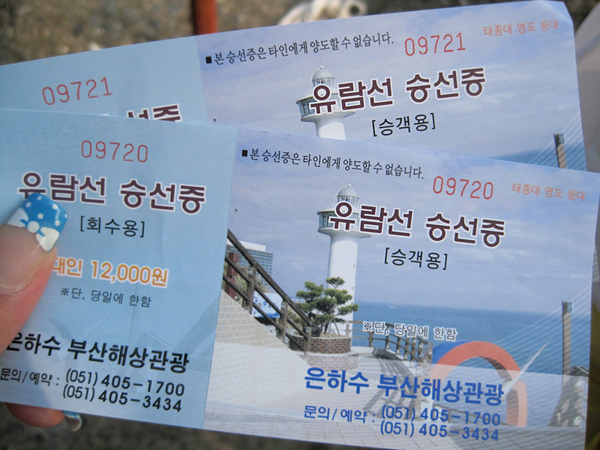 태종대 영도 등대
■ 본 승선증은 타인에게 양도할 수 없습니다.
09721
09721
유람선 승선증
[승객용]
09720
유람선 승선증
[회수용]
대인 12,000원
※단, 당일에 한함
은하수 부산해상관광
문의/예약 : (051) 405-1700
(051) 405-3434
■ 본 승선증은 타인에게 양도할 수 없습니다.
09720
태종대 영도 등대
유람선 승선증
[승객용]
※단, 당일에 한함
은하수 부산해상관광
문의/예약 : (051) 405-1700
(051) 405-3434